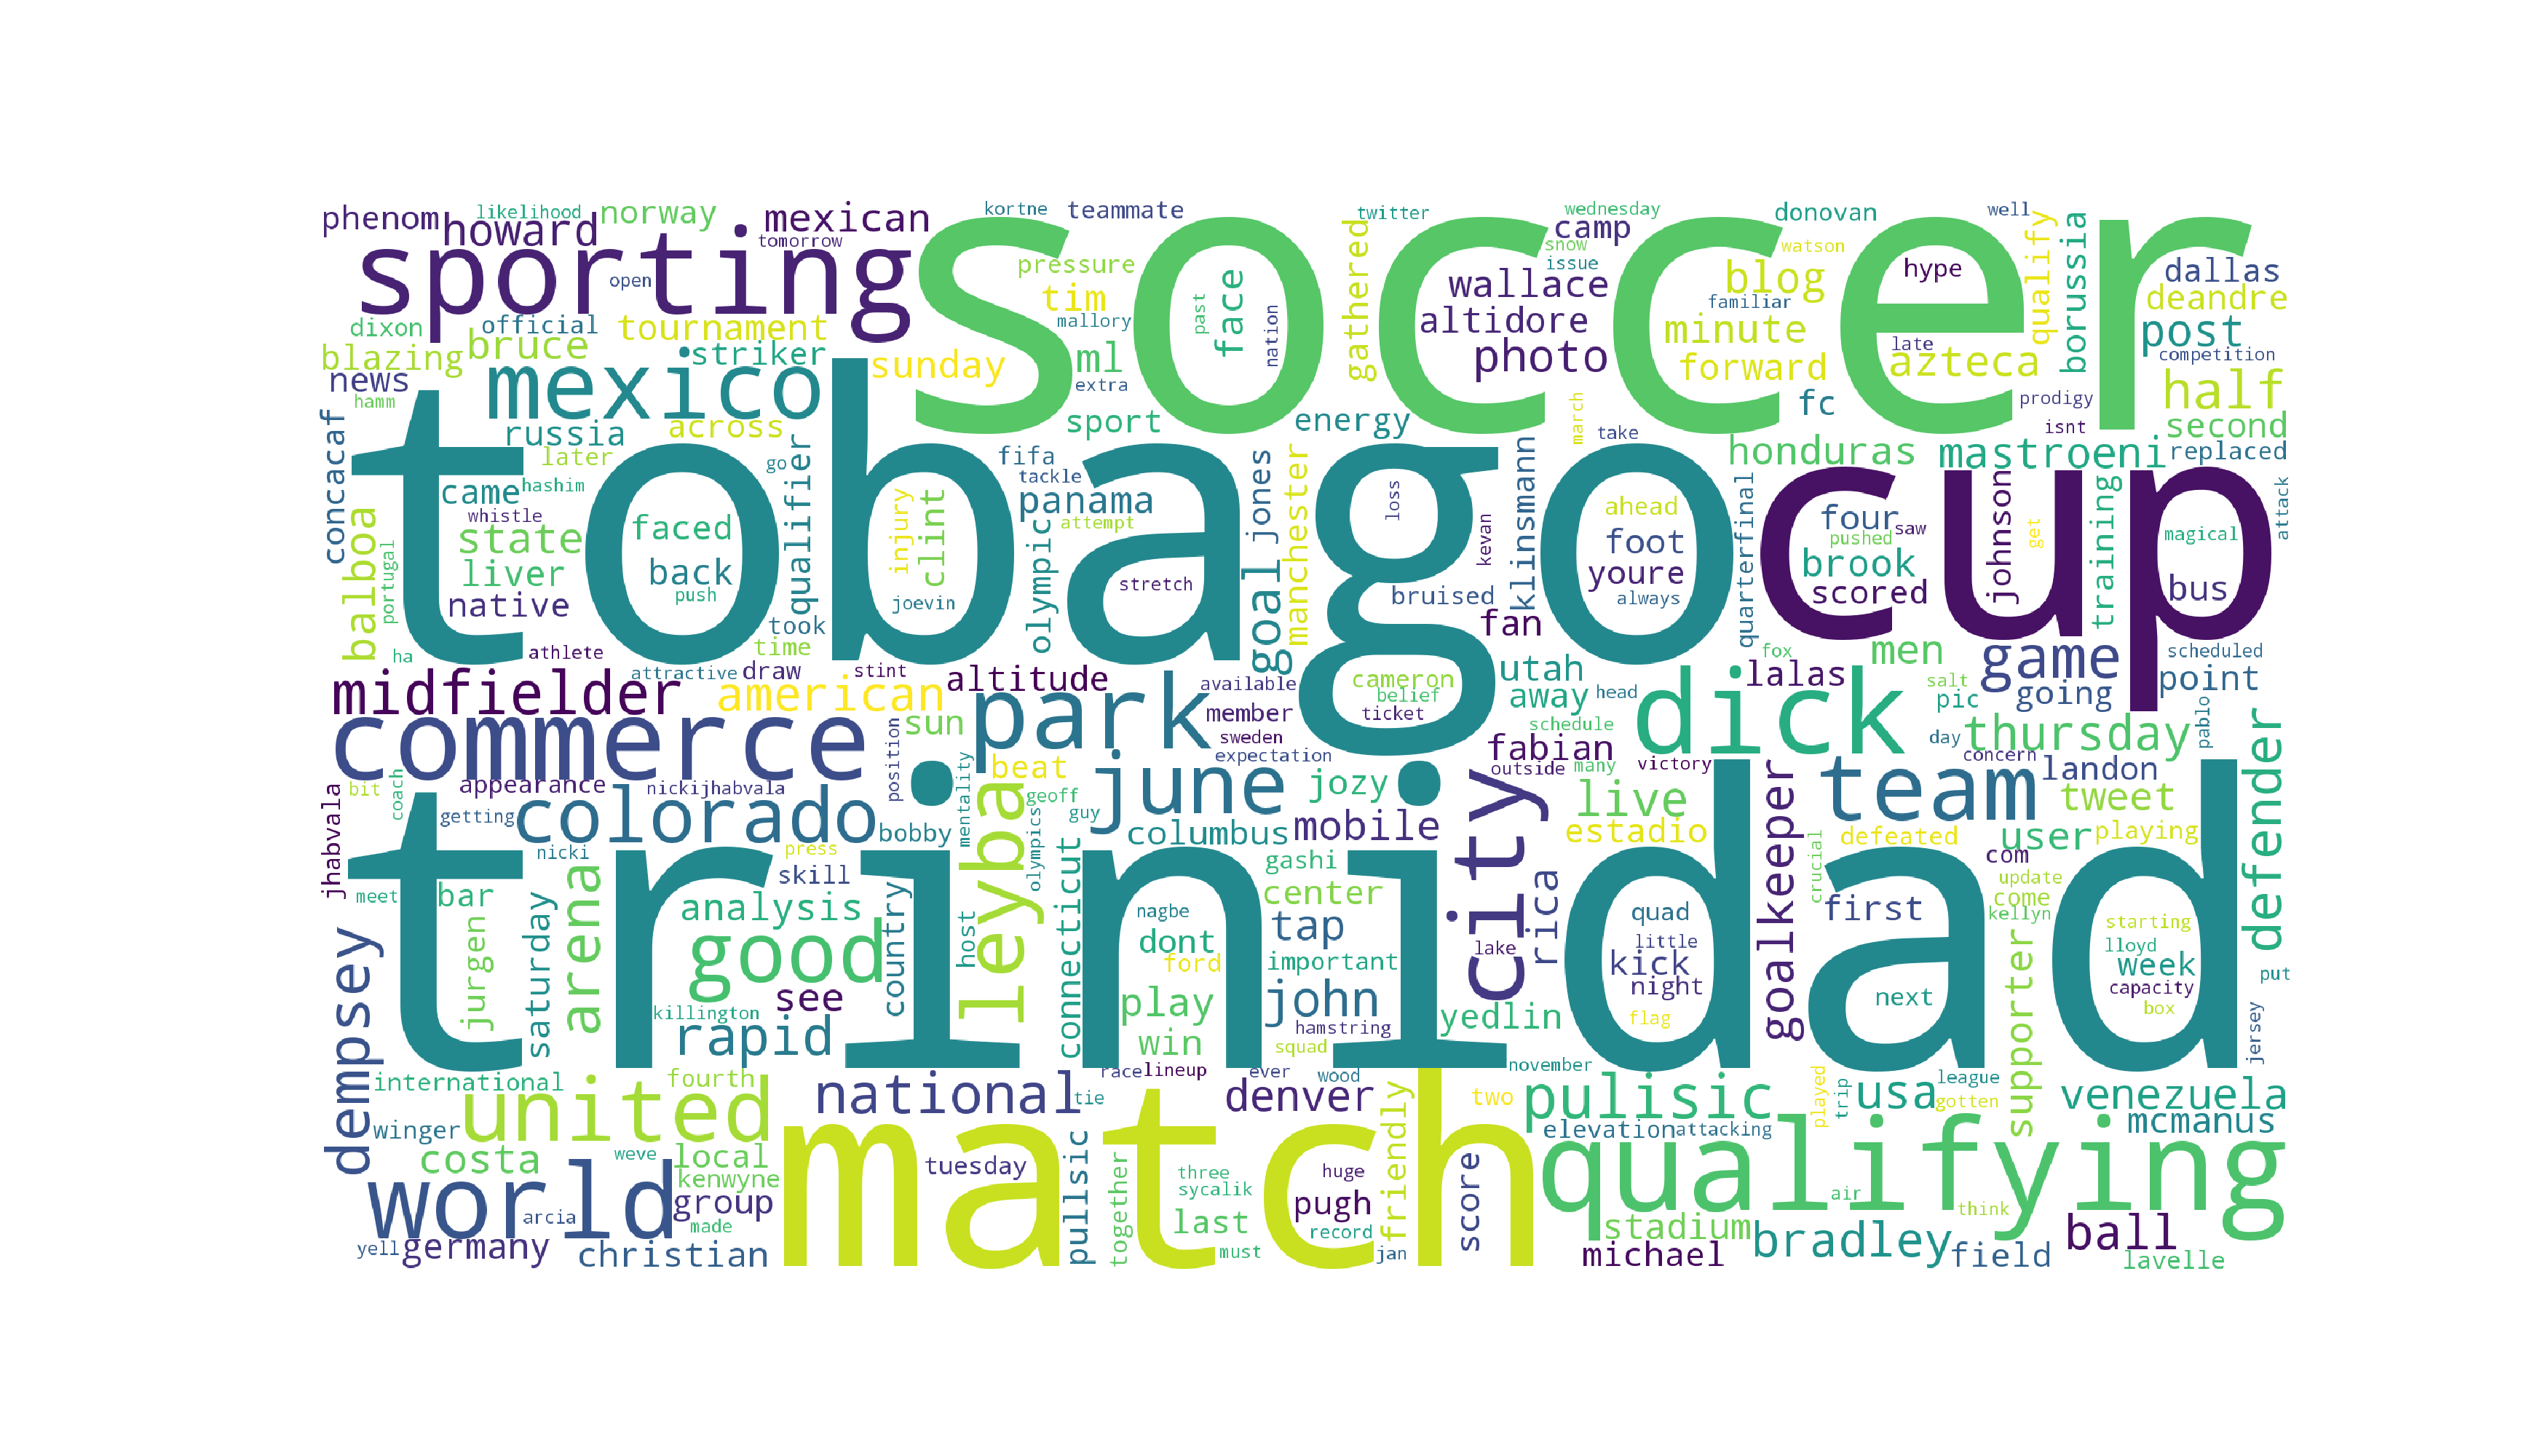 soccer
tobago
trinidad
cup
match
sporting
mexico
commerce
colorado
park
june
dick
city
team
qualifying
world
united
national
good
leyba
pulisic
midfielder
american
dempsey
arena
rapid
denver
goalkeeper
defender
game
thursday
live
john
howard
phenom
likelihood
norway
mexican
tomorrow
open
kortne
teammate
twitter
wednesday
donovan
well
dixon
official
tournament
blazing
bruce
striker
sunday
news
hamm
pressure
tim
mallory
ml
extra
past
face
nation
gathered
camp
snow
issue
wallace
altidore
photo
familiar
watson
blog
minute
forward
hype
late
azteca
qualify
borussia
dallas
deandre
post
competition
half
second
replaced
prodigy
isnt
mastroeni
honduras
fc
march
take
energy
sport
fifa
tackle
panama
attempt
concacaf
russia
across
later
go
came
hashim
whistle
state
liver
native
athlete
balboa
portugal
ha
faced
back
push
qualifier
took
time
draw
attractive
injury
clint
joevin
stint
olympic
altitude
stretch
goal
jones
manchester
loss
bruised
kevan
klinsmann
fan
ahead
foot
youre
always
quarterfinal
four
saw
pushed
brook
scored
johnson
get
training
magical
attack
bus
scheduled
point
men
fox
lalas
salt
pic
going
utah
away
head
schedule
fabian
outside
many
victory
cameron
belief
ticket
available
member
sweden
expectation
sun
position
beat
geoff
guy
mentality
olympics
jozy
columbus
mobile
gashi
center
estadio
day
concern
landon
pablo
tweet
user
playing
defeated
com
update
come
kellyn
crucial
first
next
starting
lloyd
week
capacity
box
put
jersey
jhabvala
bit
coach
appearance
nickijhabvala
getting
nicki
bobby
press
skill
meet
bar
analysis
jurgen
saturday
see
killington
country
host
connecticut
nagbe
dont
ford
play
win
tap
important
hamstring
squad
lake
rica
yedlin
quad
little
kick
night
flag
november
supporter
international
fourth
race
lineup
ever
wood
tie
two
friendly
usa
league
gotten
played
trip
venezuela
mcmanus
winger
costa
weve
local
kenwyne
group
made
arcia
yell
germany
christian
tuesday
pullsic
together
three
sycalik
last
must
huge
pugh
record
jan
score
elevation
attacking
air
think
stadium
michael
bradley
field
ball
lavelle